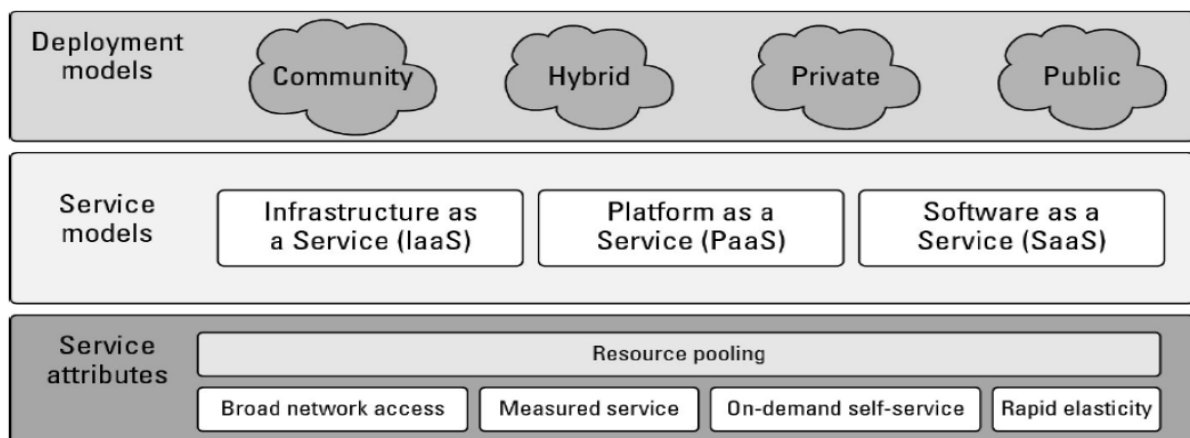 Deployment
models
Community
Hybrid
Private
Public
Service
models
Infrastructure as
a Service (IaaS)
Platform as a
Service (PaaS)
Software as a
Service (SaaS)
Service
attributes
Resource pooling
Broad network access
Measured service
On-demand self-service
Rapid elasticity